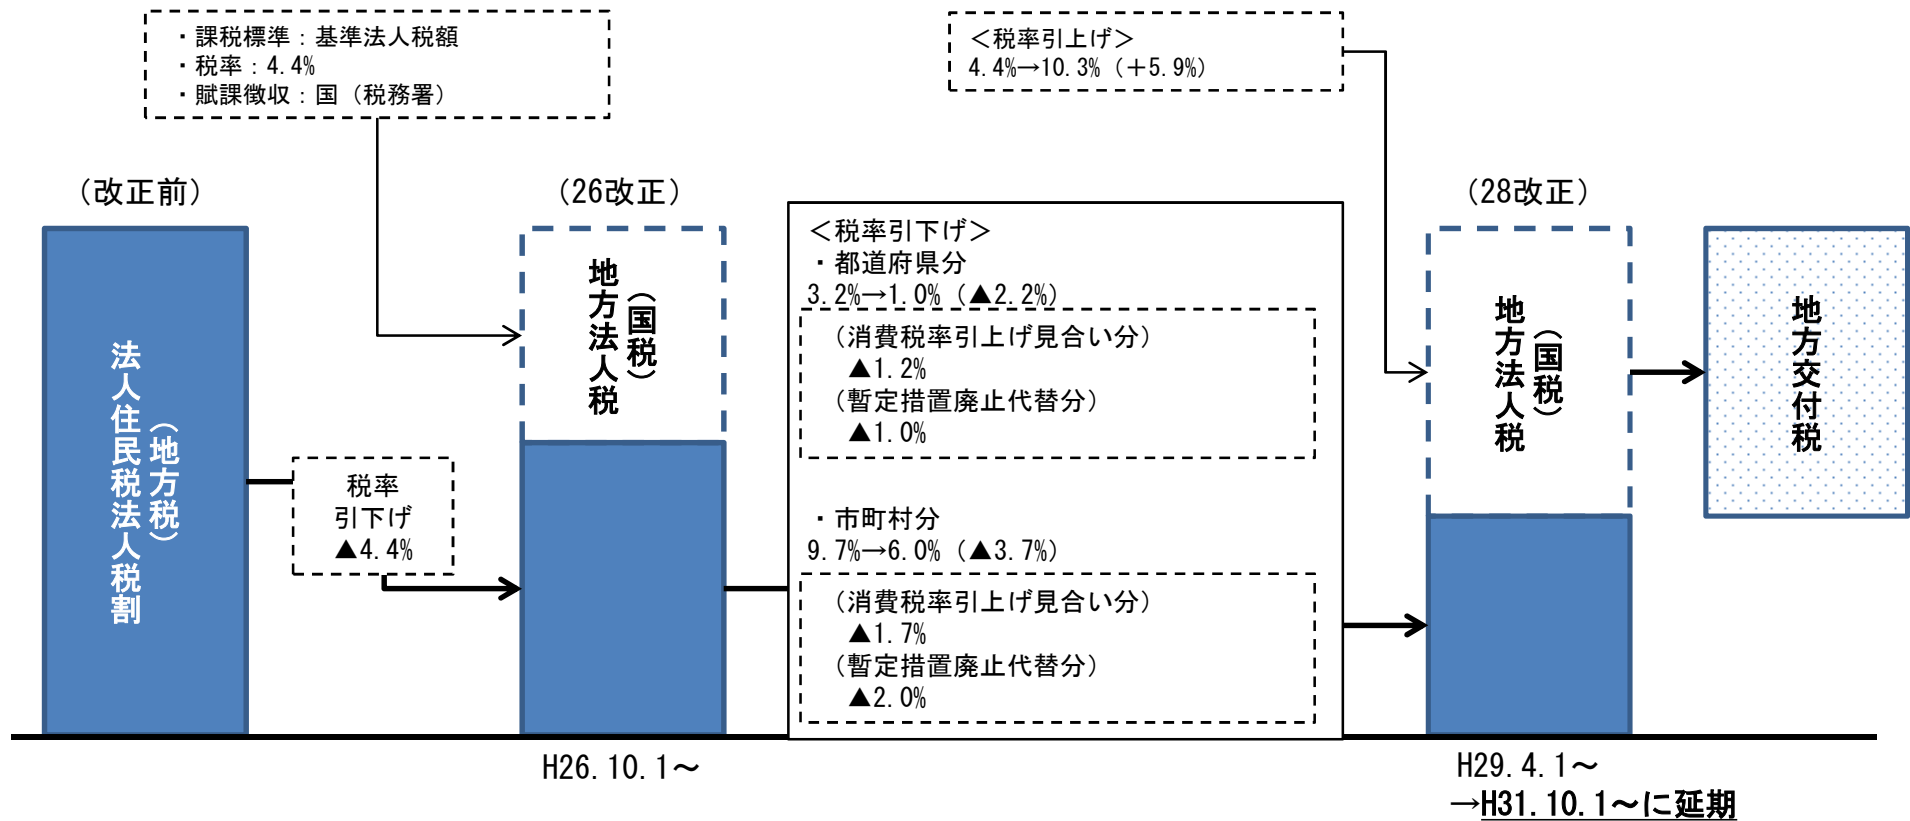 ・課税標準：基準法人税額
・税率：4.4%
・賦課徴収：国（税務署）
＜税率引上げ＞
4.4%→10.3%（＋5.9%）
（改正前）
（26改正）
（28改正）
法人住民税法人税割
（地方税）
税率
引下げ
▲4.4%
地方法人税
（国税）
＜税率引下げ＞
・都道府県分
3.2%→1.0%（▲2.2%）
（消費税率引上げ見合い分）
▲1.2%
（暫定措置廃止代替分）
▲1.0%
・市町村分
9.7%→6.0%（▲3.7%）
（消費税率引上げ見合い分）
▲1.7%
（暫定措置廃止代替分）
▲2.0%
地方法人税
（国税）
地方交付税
H26.10.1～
H29.4.1～
→H31.10.1～に延期